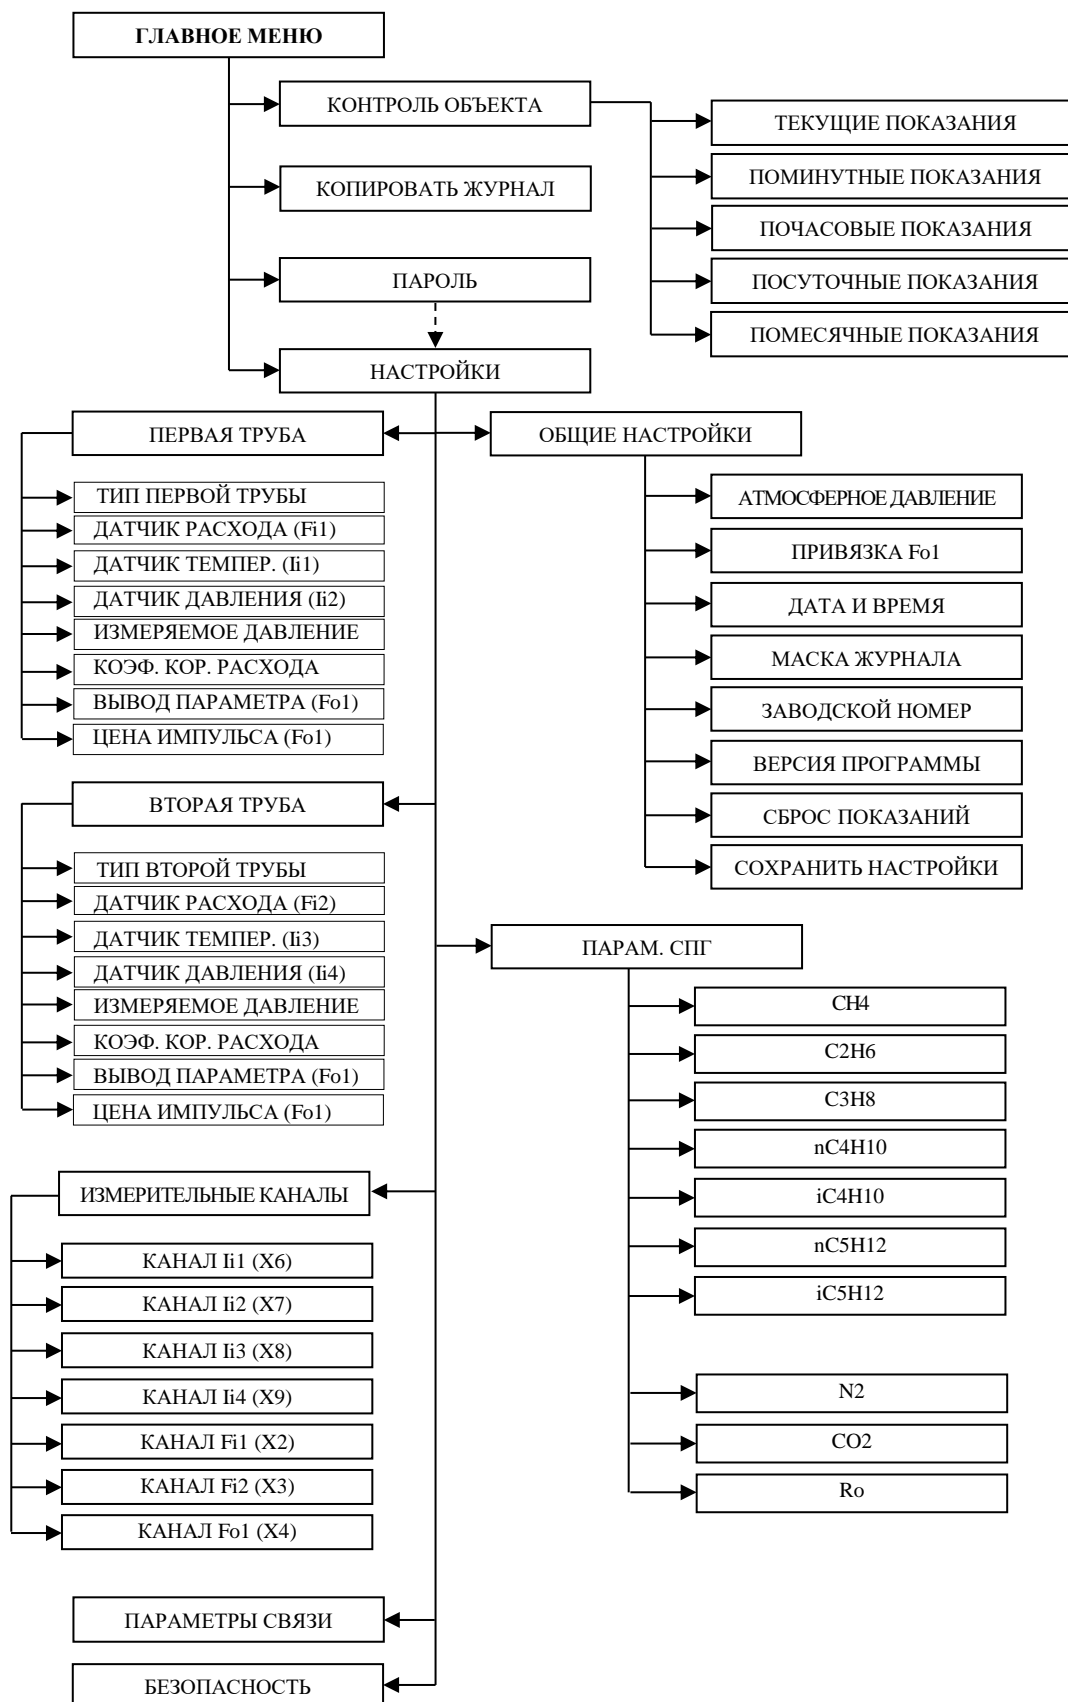 ГЛАВНОЕ МЕНЮ
КОНТРОЛЬ ОБЪЕКТА
ТЕКУЩИЕ ПОКАЗАНИЯ
ПОМИНУТНЫЕ ПОКАЗАНИЯ
ПОЧАСОВЫЕ ПОКАЗАНИЯ
ПОСУТОЧНЫЕ ПОКАЗАНИЯ
ПОМЕСЯЧНЫЕ ПОКАЗАНИЯ
КОПИРОВАТЬ ЖУРНАЛ
ПАРОЛЬ
НАСТРОЙКИ
ПЕРВАЯ ТРУБА
ТИП ПЕРВОЙ ТРУБЫ
ДАТЧИК РАСХОДА (Fi1)
ДАТЧИК ТЕМПЕР. (Ii1)
ДАТЧИК ДАВЛЕНИЯ (Ii2)
ИЗМЕРЯЕМОЕ ДАВЛЕНИЕ
КОЭФ. КОР. РАСХОДА
ВЫВОД ПАРАМЕТРА (Fo1)
ЦЕНА ИМПУЛЬСА (Fo1)
ОБЩИЕ НАСТРОЙКИ
АТМОСФЕРНОЕ ДАВЛЕНИЕ
ПРИВЯЗКА Fo1
ДАТА И ВРЕМЯ
МАСКА ЖУРНАЛА
ЗАВОДСКОЙ НОМЕР
ВЕРСИЯ ПРОГРАММЫ
СБРОС ПОКАЗАНИЙ
СОХРАНИТЬ НАСТРОЙКИ
ВТОРАЯ ТРУБА
ТИП ВТОРОЙ ТРУБЫ
ДАТЧИК РАСХОДА (Fi2)
ДАТЧИК ТЕМПЕР. (Ii3)
ДАТЧИК ДАВЛЕНИЯ (Ii4)
ИЗМЕРЯЕМОЕ ДАВЛЕНИЕ
КОЭФ. КОР. РАСХОДА
ВЫВОД ПАРАМЕТРА (Fo1)
ЦЕНА ИМПУЛЬСА (Fo1)
ПАРАМ. СПГ
CH4
C2H6
C3H8
nC4H10
iC4H10
nC5H12
iC5H12
N2
CO2
Ro
ИЗМЕРИТЕЛЬНЫЕ КАНАЛЫ
КАНАЛ Ii1 (X6)
КАНАЛ Ii2 (X7)
КАНАЛ Ii3 (X8)
КАНАЛ Ii4 (X9)
КАНАЛ Fi1 (X2)
КАНАЛ Fi2 (X3)
КАНАЛ Fo1 (X4)
ПАРАМЕТРЫ СВЯЗИ
БЕЗОПАСНОСТЬ